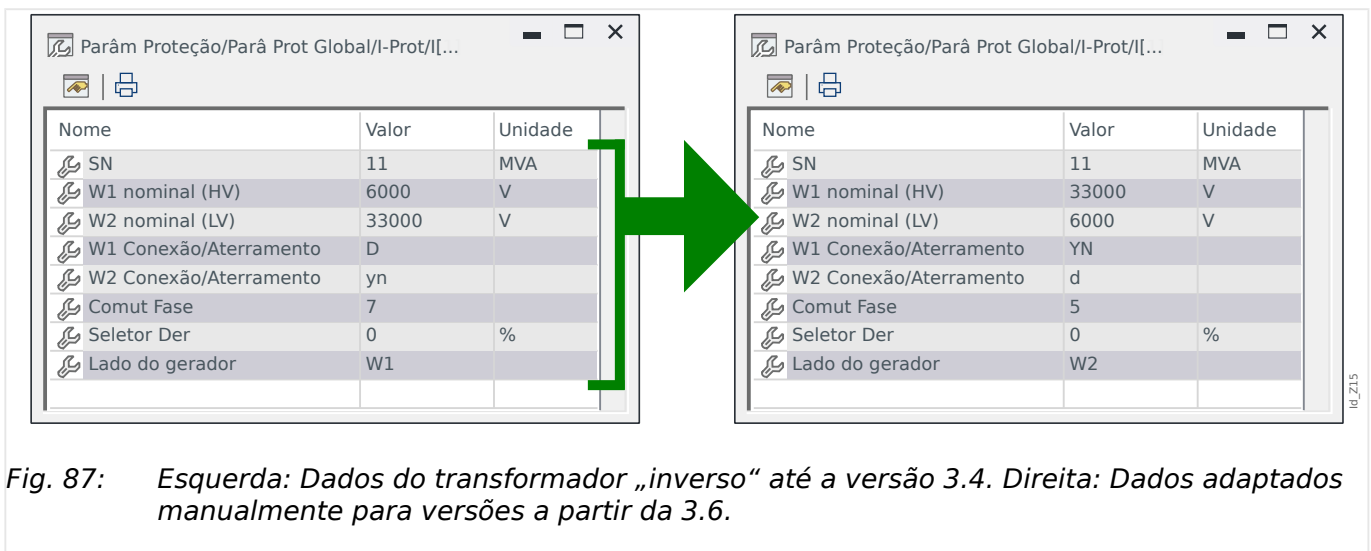 Parâm Proteção/Parâ Prot Global/I-Prot/I[...
Nome Valor Unidade
SN 11 MVA
W1 nominal (HV) 6000 V
W2 nominal (LV) 33000 V
W1 Conexão/Aterramento D
W2 Conexão/Aterramento yn
Comut Fase 7
Seletor Der 0 %
Lado do gerador W1
Parâm Proteção/Parâ Prot Global/I-Prot/I[...
Nome Valor Unidade
SN 11 MVA
W1 nominal (HV) 33000 V
W2 nominal (LV) 6000 V
W1 Conexão/Aterramento YN
W2 Conexão/Aterramento d
Comut Fase 5
Seletor Der 0 %
Lado do gerador W2
Id_Z15
Fig. 87: Esquerda: Dados do transformador „inverso“ até a versão 3.4. Direita: Dados adaptados
manualmente para versões a partir da 3.6.